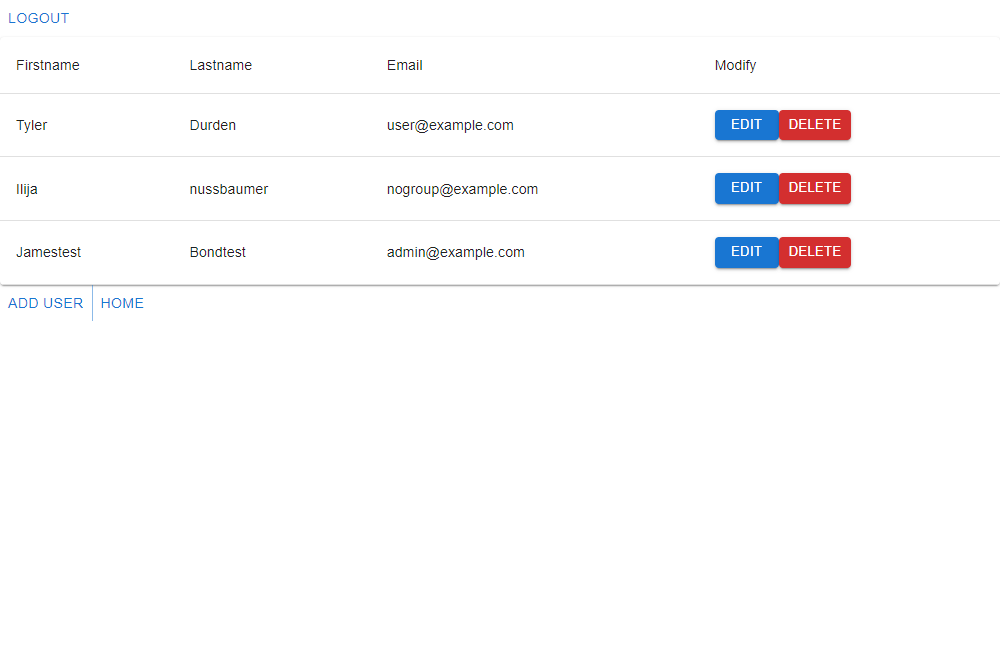 LOGOUT
Firstname Lastname Email Modify
Tyler Durden user@example.com EDIT DELETE
Ilija nussbaumer nogroup@example.com EDIT DELETE
Jamestest Bondtest admin@example.com EDIT DELETE
ADD USER HOME